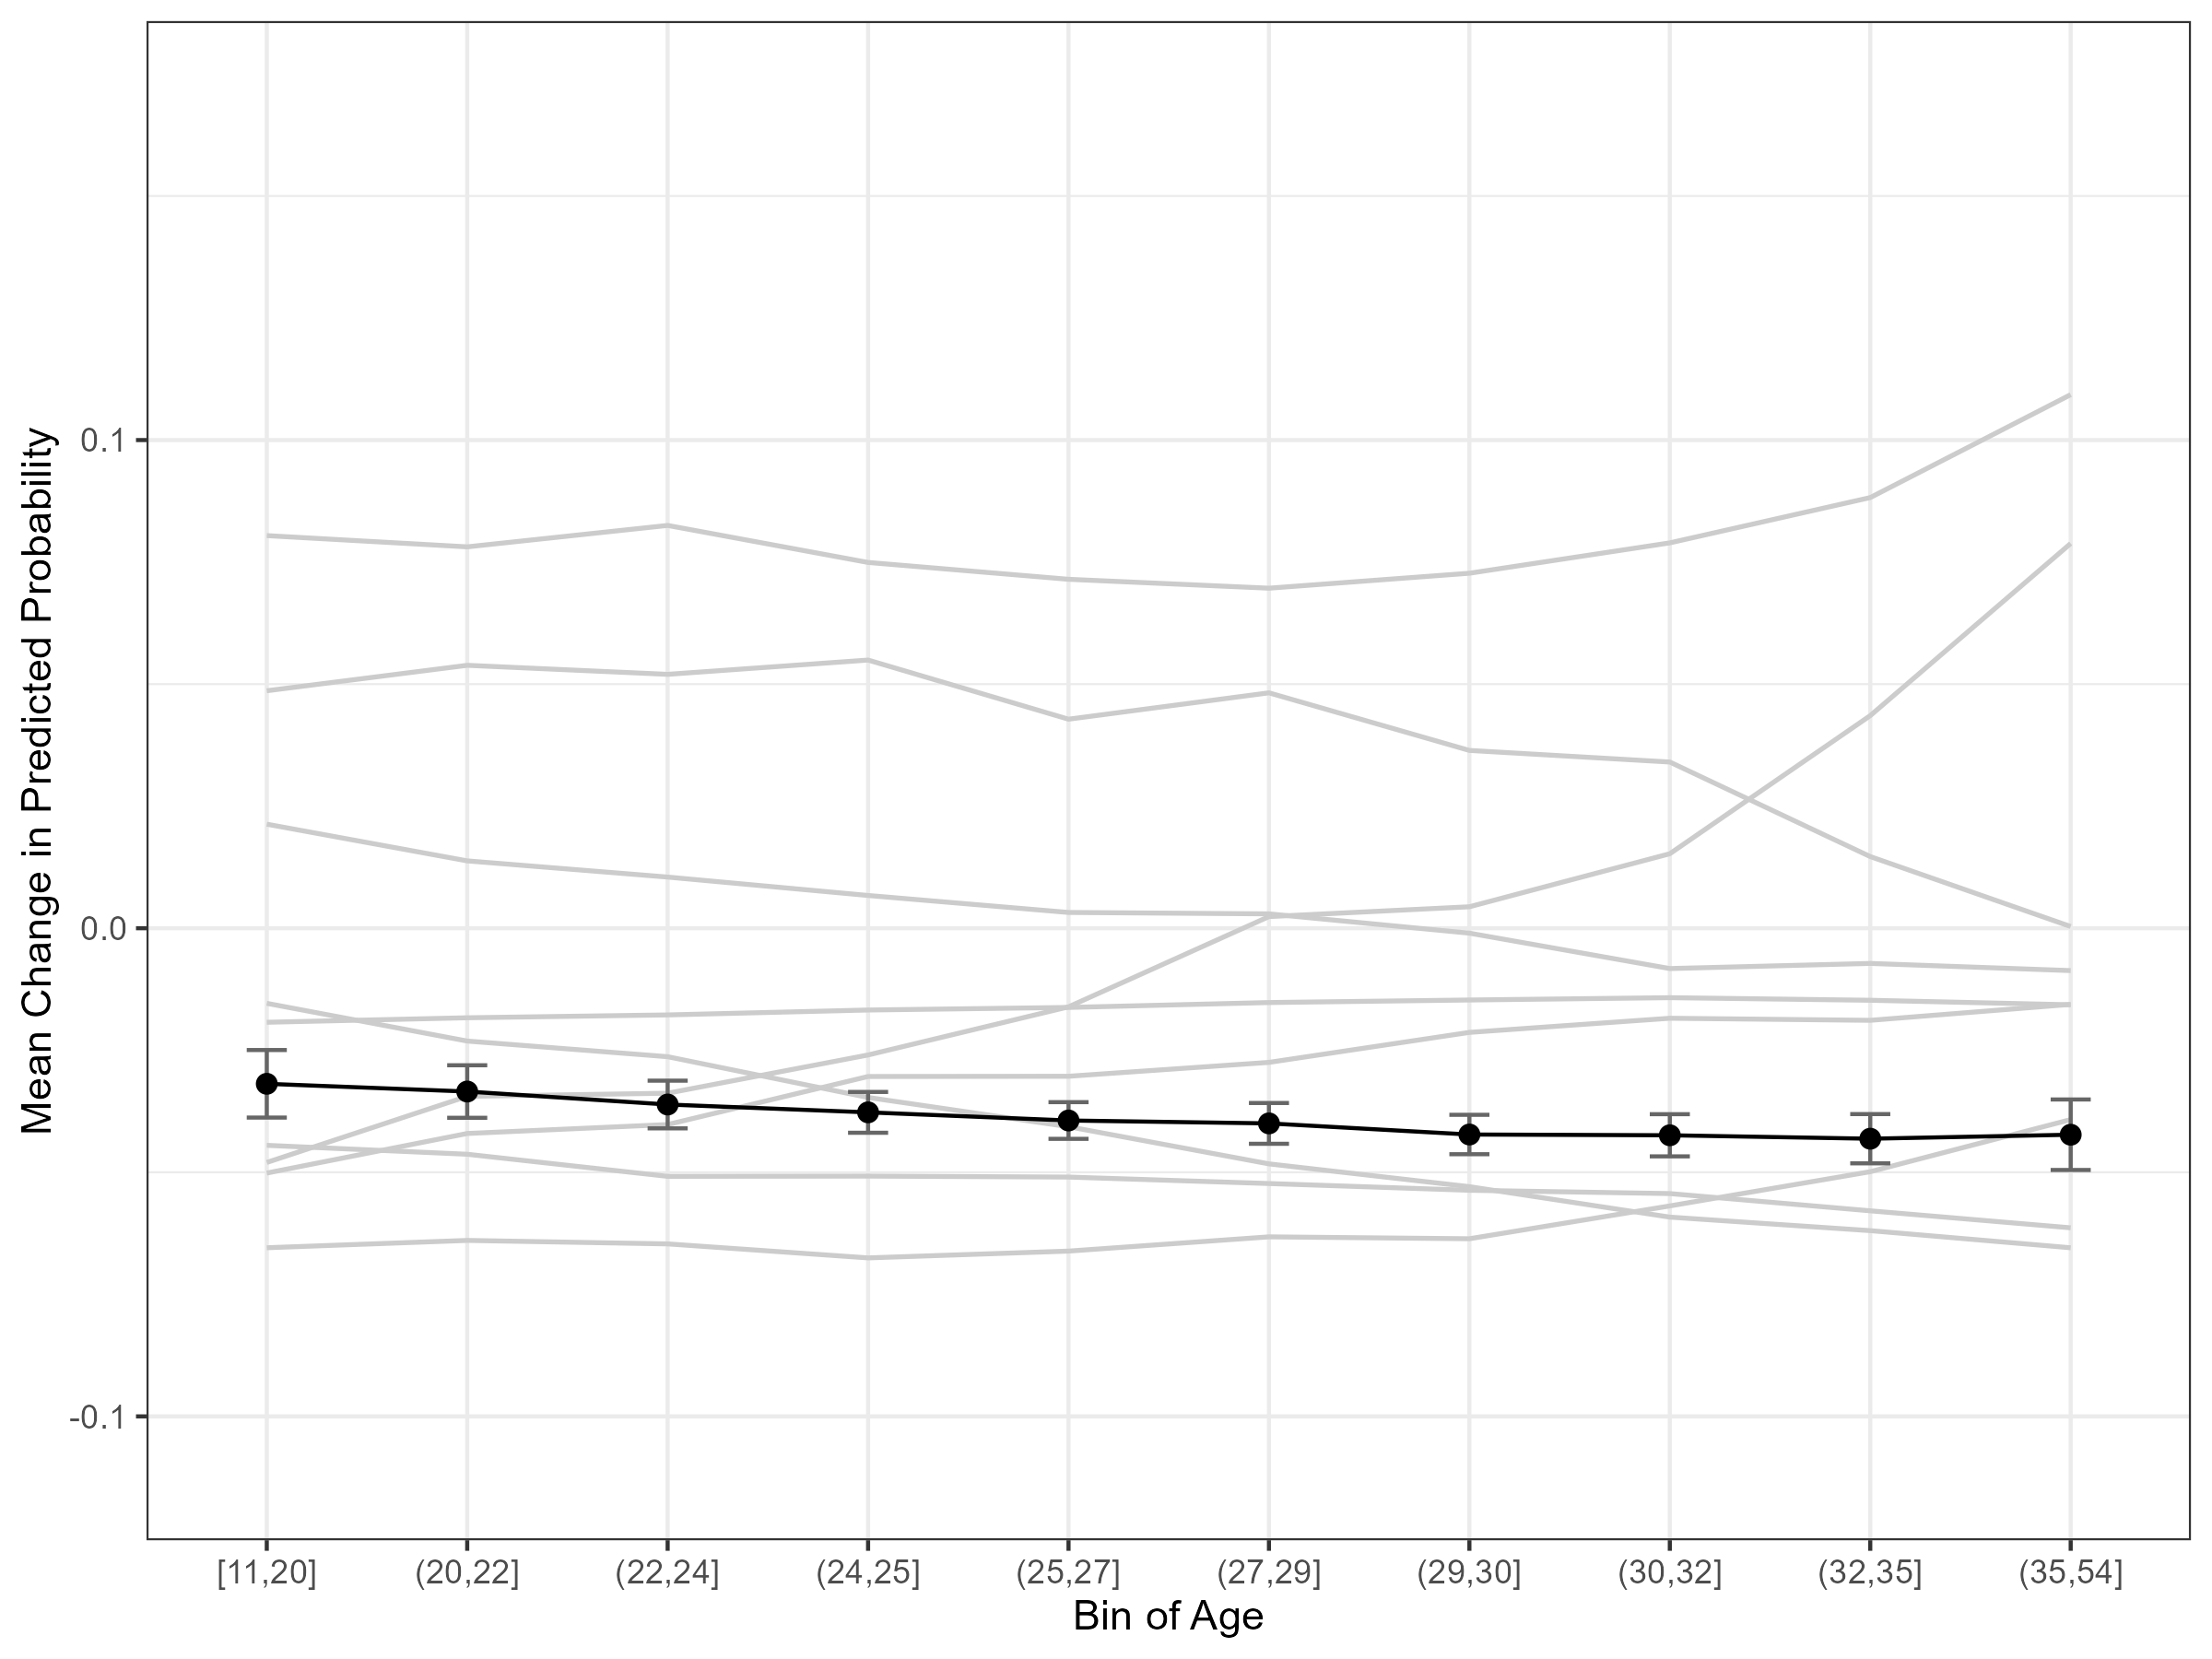 Mean Change in Predicted Probability
0.1
0.0
-0.1
[11,20] (20,22] (22,24] (24,25] (25,27] (27,29] (29,30] (30,32] (32,35] (35,54]
Bin of Age